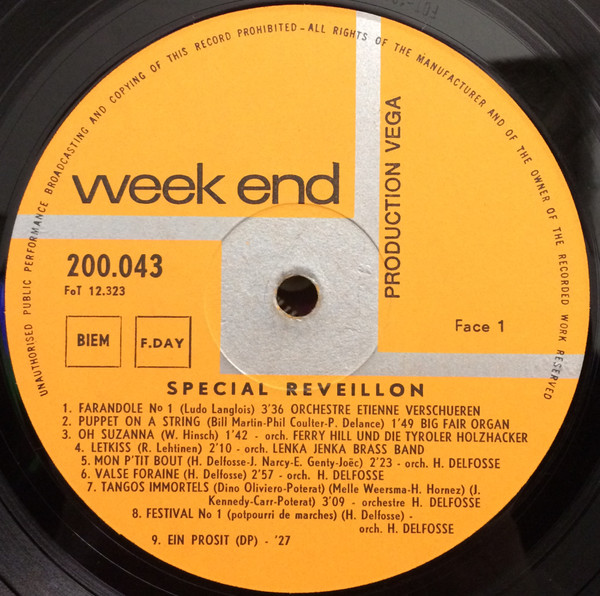 UNAUTHORISED PUBLIC PERFORMANCE BROADCASTING AND COPYING OF THIS RECORD PROHIBITED – ALL RIGHTS OF THE MANUFACTURER AND OF THE OWNER OF THE RECORDED WORK RESERVED
week end
PRODUCTION VEGA
200.043
FoT 12.323
BIEM
F.DAY
Face 1
SPECIAL REVEILLON
1. FARANDOLE No 1 (Ludo Langlois) 3'36 ORCHESTRE ETIENNE VERSCHUEREN
2. PUPPET ON A STRING (Bill Martin-Phil Coulter-P. Delance) 1'49 BIG FAIR ORGAN
3. OH SUZANNA (W. Hinsch) 1'42 - orch. FERRY HILL UND DIE TYROLER HOLZHACKER
4. LETKISS (R. Lehtinen) 2'10 - orch. LENKA JENKA BRASS BAND
5. MON P'TIT BOUT (H. Delfosse-J. Narcy-E. Genty-Joëc) 2'23 - orch. H. DELFOSSE
6. VALSE FORAINE (H. Delfosse) 2'57 - orch. H. DELFOSSE
7. TANGOS IMMORTELS (Dino Oliviero-Poterat) (Melle Weersma-H. Hornez) (J.
Kennedy-Carr-Poterat) 3'09 - orchestre H. DELFOSSE
8. FESTIVAL No 1 (potpourri de marches) (H. Delfosse) -
orch. H. DELFOSSE
9. EIN PROSIT (DP) - '27